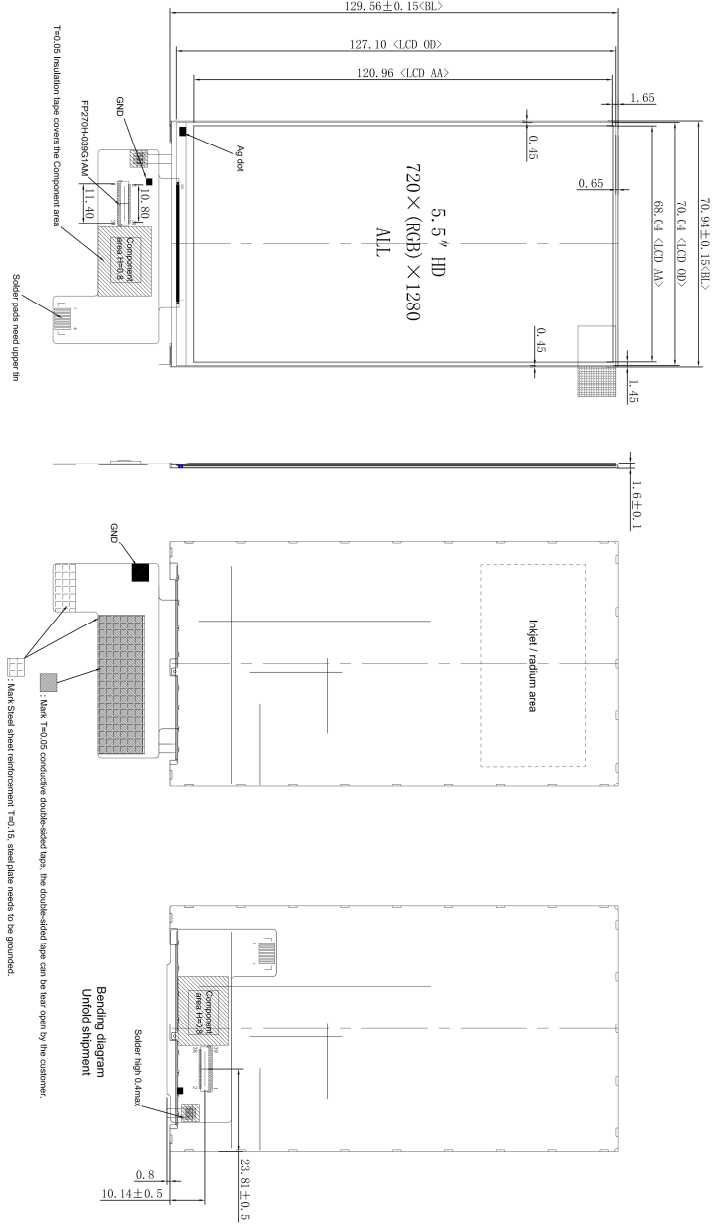 129.56±0.15<BL>
127.10 <LCD OD>
120.96 <LCD AA>
1.65
0.45
0.65
70.94±0.15<BL>
70.04 <LCD OD>
68.04 <LCD AA>
0.45
1.45
5.5″ HD
720×(RGB)×1280
ALL
Ag dot
GND
FP270H-039G1AM
T=0.05 Insulation tape covers the Component area
10.80
11.40
Component
area H=0.8
Solder pads need upper tin
1.6±0.1
GND
Inkjet / radium area
: Mark T=0.05 conductive double-sided tape, the double-sided tape can be tear open by the customer.
: Mark Steel sheet reinforcement T=0.15, steel plate needs to be grounded.
Component
area H=0.8
39
1
38
2
Solder high 0.4max
Bending diagram
Unfold shipment
0.8
10.14±0.5
23.81±0.5